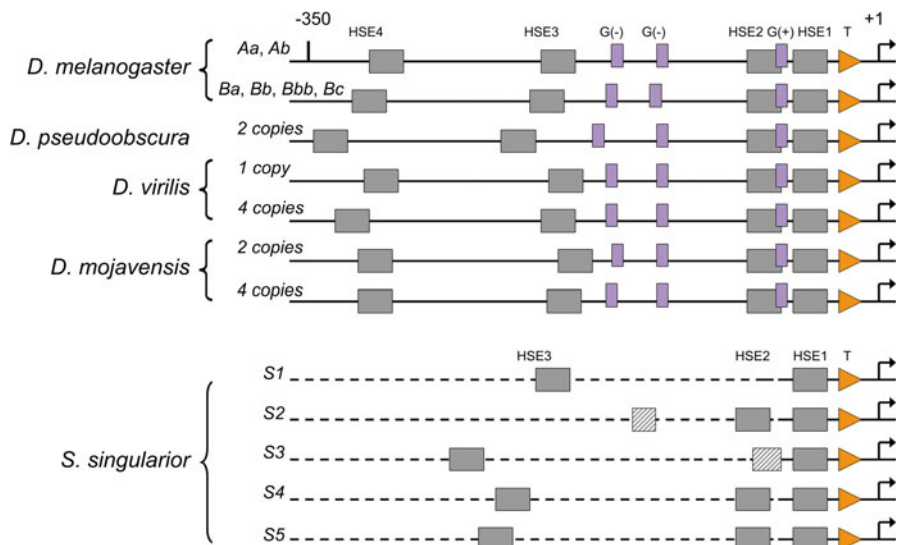 -350 +1
HSE4 HSE3 G(-) G(-) HSE2 G(+) HSE1 T
Aa, Ab
D. melanogaster
Ba, Bb, Bbb, Bc
D. pseudoobscura 2 copies
1 copy
D. virilis
4 copies
2 copies
D. mojavensis
4 copies
HSE3 HSE2 HSE1 T
S1
S2
S. singularior S3
S4
S5